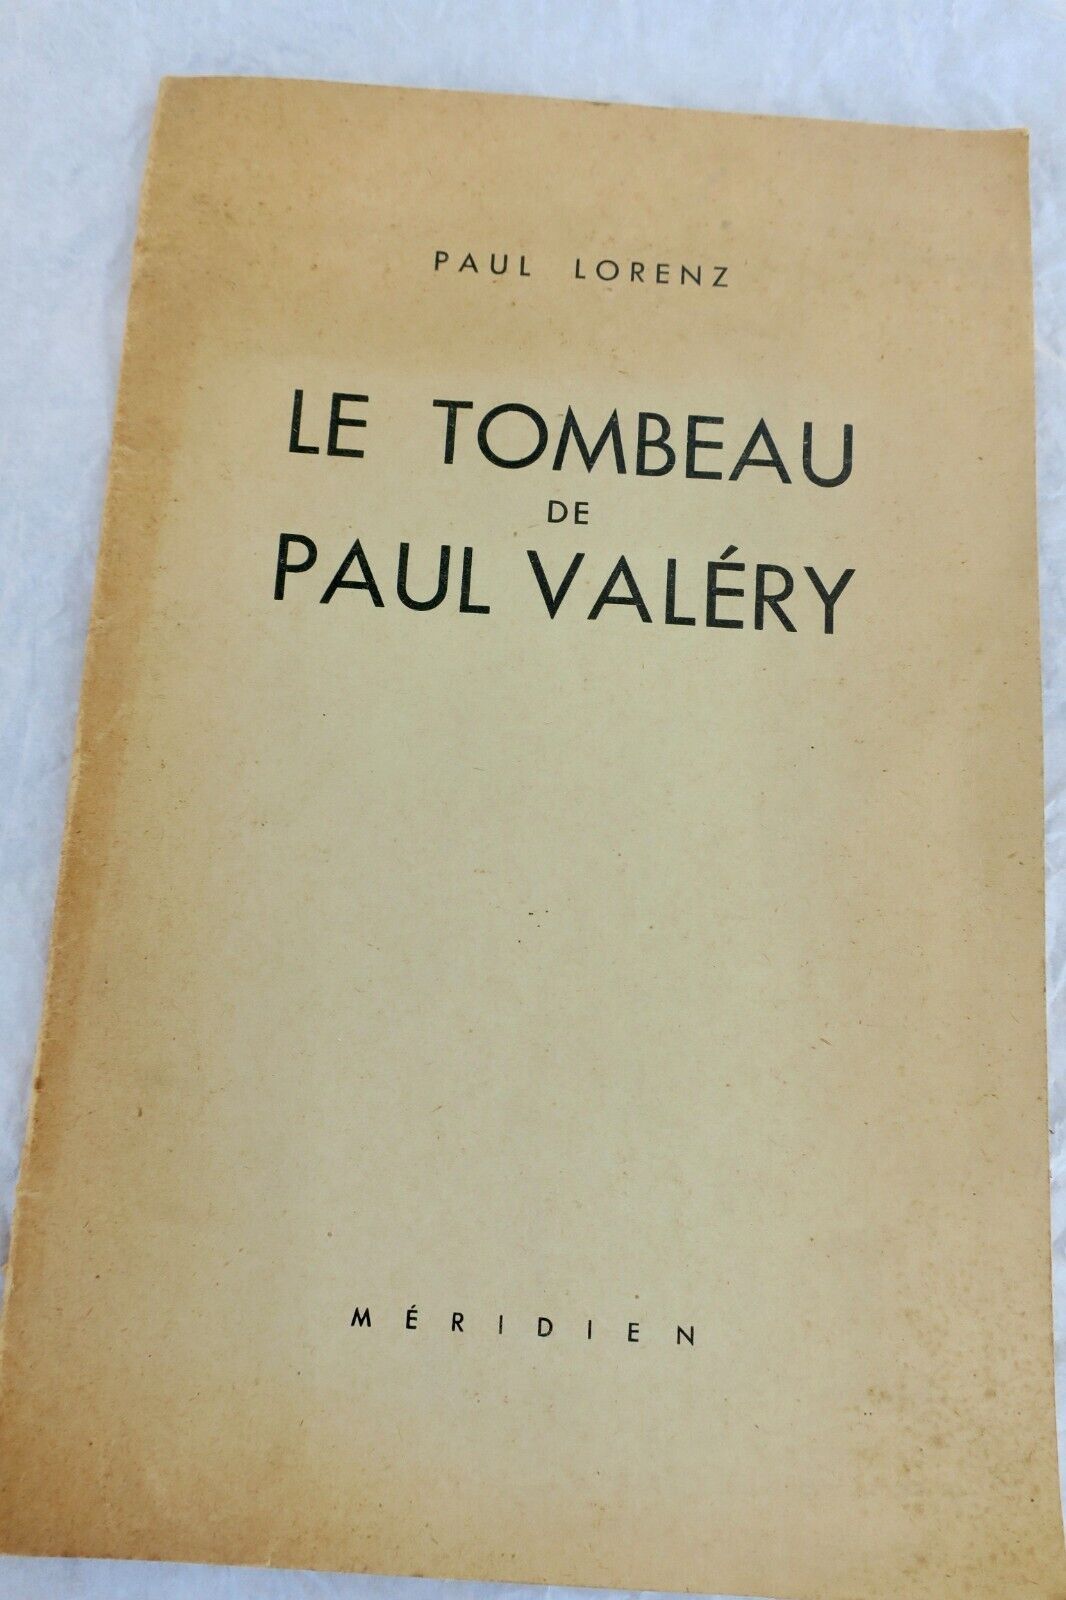 PAUL LORENZ
LE TOMBEAU
DE
PAUL VALÉRY
MÉRIDIEN